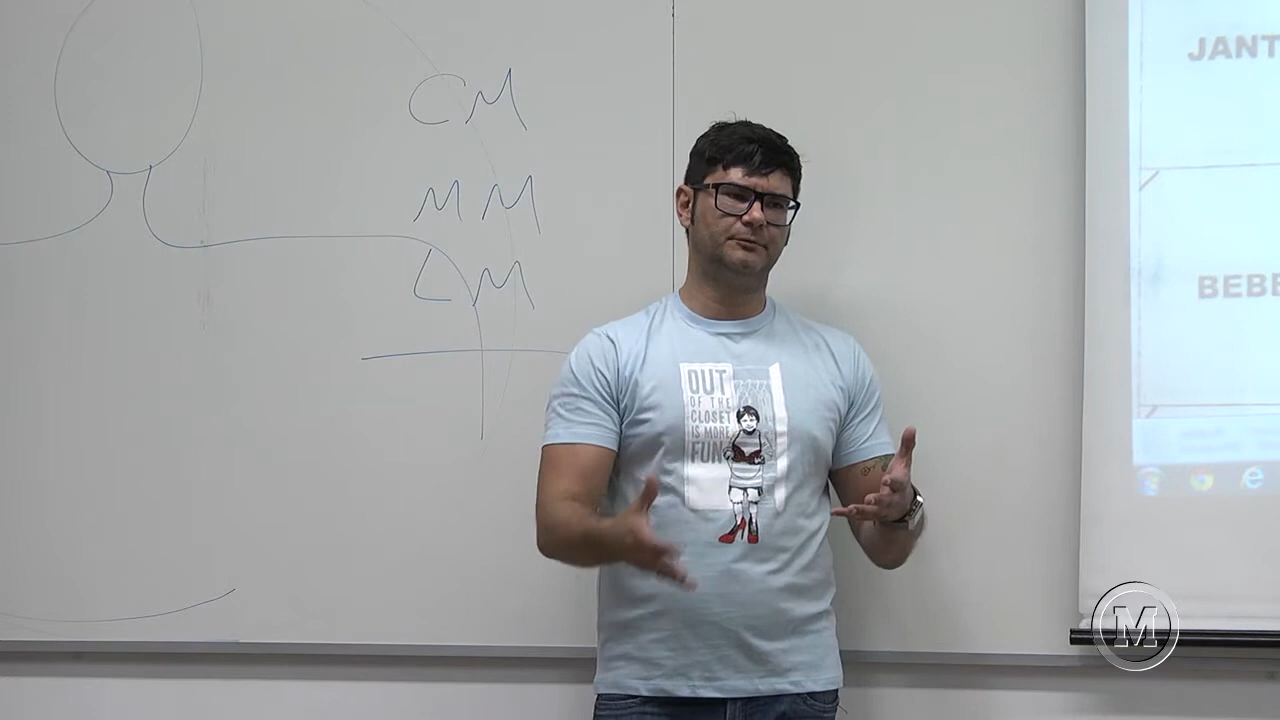 CM
MM
LM
OUT
OF THE
CLOSET
IS MORE
FUN
JANT
BEBE
M